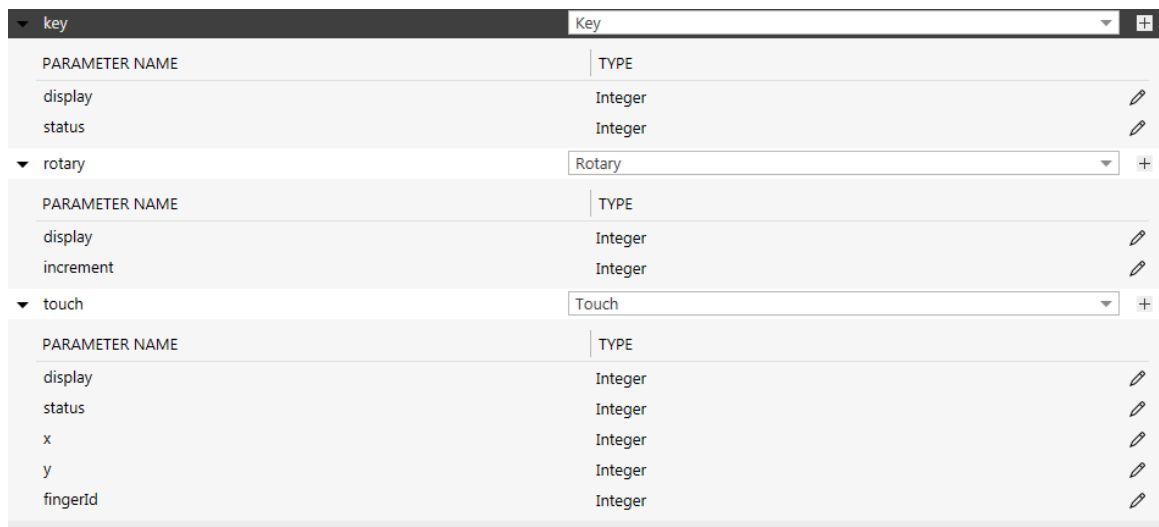 key Key
PARAMETER NAME TYPE
display Integer
status Integer
rotary Rotary
PARAMETER NAME TYPE
display Integer
increment Integer
touch Touch
PARAMETER NAME TYPE
display Integer
status Integer
x Integer
y Integer
fingerId Integer